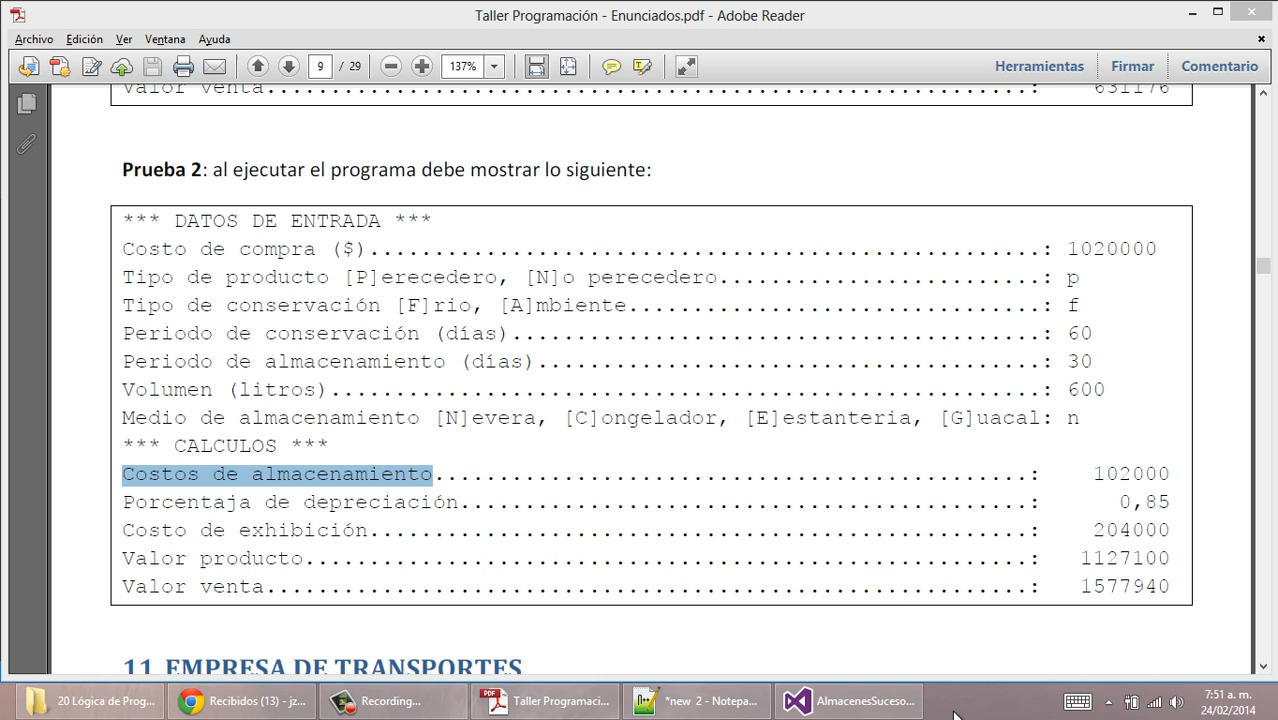 Taller Programación - Enunciados.pdf - Adobe Reader
Archivo Edición Ver Ventana Ayuda
9 / 29 137% Herramientas Firmar Comentario
Valor venta.............................................................: 631176
Prueba 2: al ejecutar el programa debe mostrar lo siguiente:
*** DATOS DE ENTRADA ***
Costo de compra ($)....................................................: 1020000
Tipo de producto [P]erecedero, [N]o perecedero.........................: p
Tipo de conservación [F]rio, [A]mbiente................................: f
Periodo de conservación (días).........................................: 60
Periodo de almacenamiento (días).......................................: 30
Volumen (litros).......................................................: 600
Medio de almacenamiento [N]evera, [C]ongelador, [E]estanteria, [G]uacal: n
*** CALCULOS ***
Costos de almacenamiento..............................................: 102000
Porcentaja de depreciación............................................: 0,85
Costo de exhibición...................................................: 204000
Valor producto........................................................: 1127100
Valor venta...........................................................: 1577940
11 EMPRESA DE TRANSPORTES
20 Lógica de Prog... Recibidos (13) - jz... Recording... Taller Programaci... *new 2 - Notepa... AlmacenesSuceso... 7:51 a. m.
24/02/2014